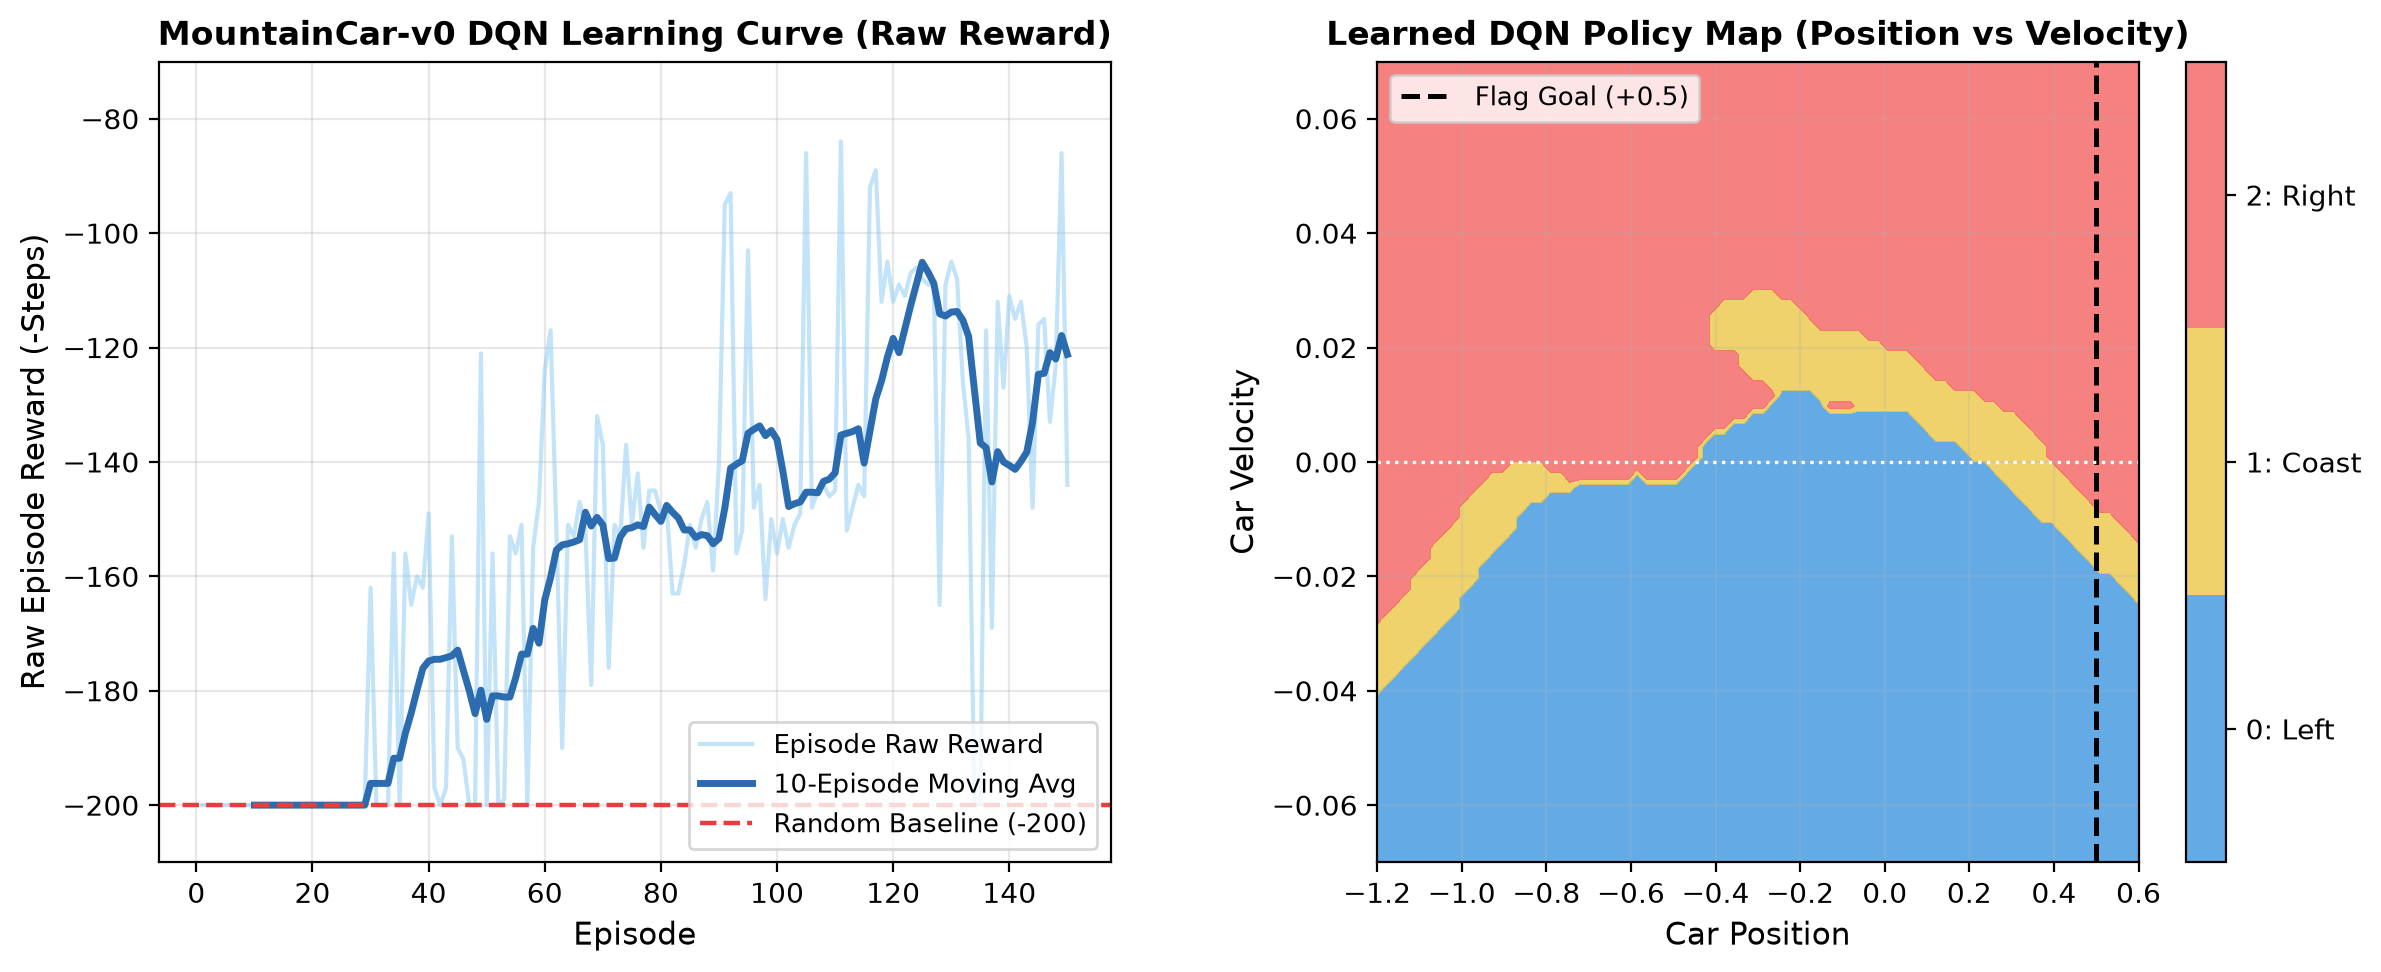 MountainCar-v0 DQN Learning Curve (Raw Reward)
Raw Episode Reward (-Steps)
−80
−100
−120
−140
−160
−180
−200
Episode Raw Reward
10-Episode Moving Avg
Random Baseline (-200)
0 20 40 60 80 100 120 140
Episode
Learned DQN Policy Map (Position vs Velocity)
Flag Goal (+0.5)
Car Velocity
0.06
0.04
0.02
0.00
−0.02
−0.04
−0.06
−1.2 −1.0 −0.8 −0.6 −0.4 −0.2 0.0 0.2 0.4 0.6
Car Position
2: Right
1: Coast
0: Left